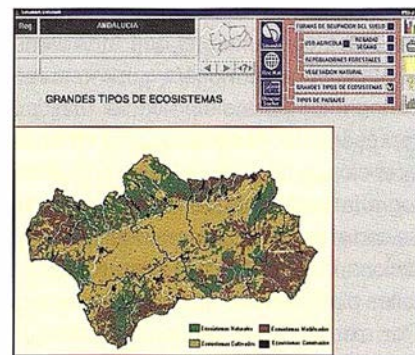 Reg
ANDALUCIA
FORMAS DE OCUPACION DEL SUELO
USO AGRICOLA
REGADIO
SECANO
REPOBLACIONES FORESTALES
VEGETACION NATURAL
GRANDES TIPOS DE ECOSISTEMAS
TIPOS DE PAISAJES
GRANDES TIPOS DE ECOSISTEMAS
Ecosistemas Naturales
Ecosistemas Modificados
Ecosistemas Cultivados
Ecosistemas Construidos